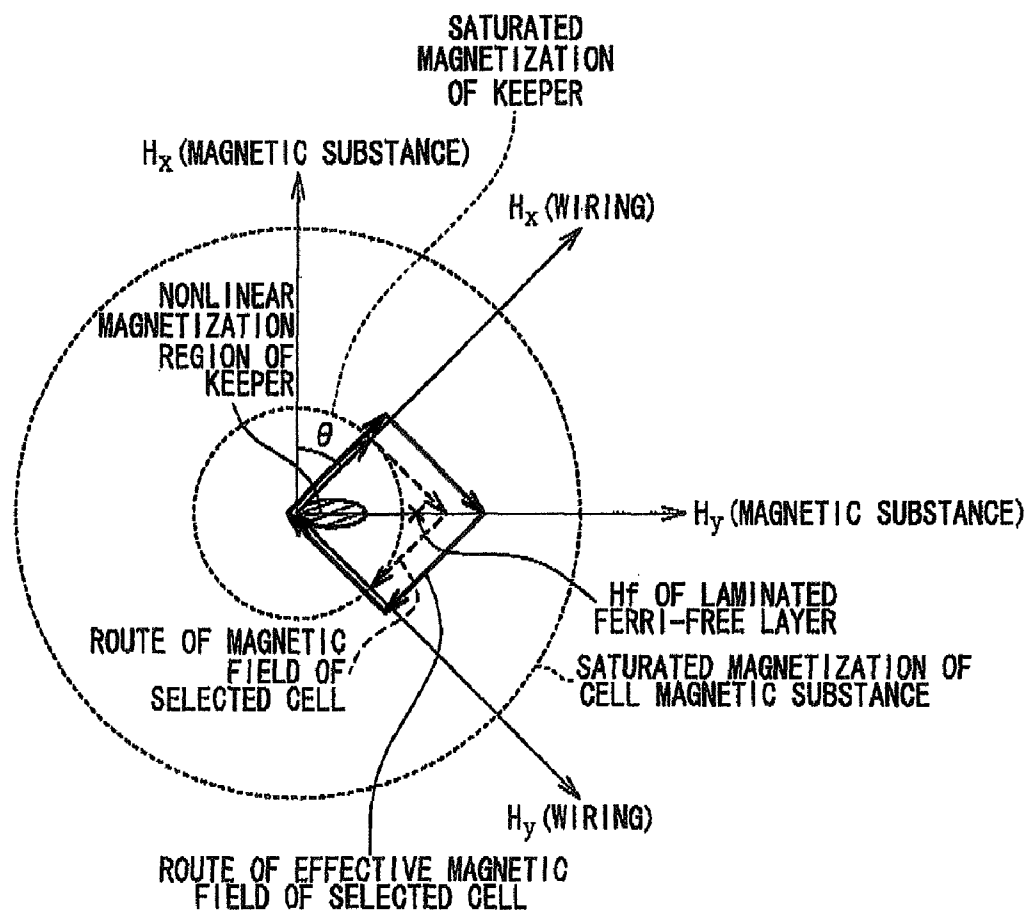 SATURATED
MAGNETIZATION
OF KEEPER
Hx (MAGNETIC SUBSTANCE)
Hx (WIRING)
NONLINEAR
MAGNETIZATION
REGION OF
KEEPER
θ
Hy (MAGNETIC SUBSTANCE)
Hf OF LAMINATED
FERRI-FREE LAYER
ROUTE OF MAGNETIC
FIELD OF
SELECTED CELL
SATURATED MAGNETIZATION OF
CELL MAGNETIC SUBSTANCE
Hy (WIRING)
ROUTE OF EFFECTIVE MAGNETIC
FIELD OF SELECTED CELL